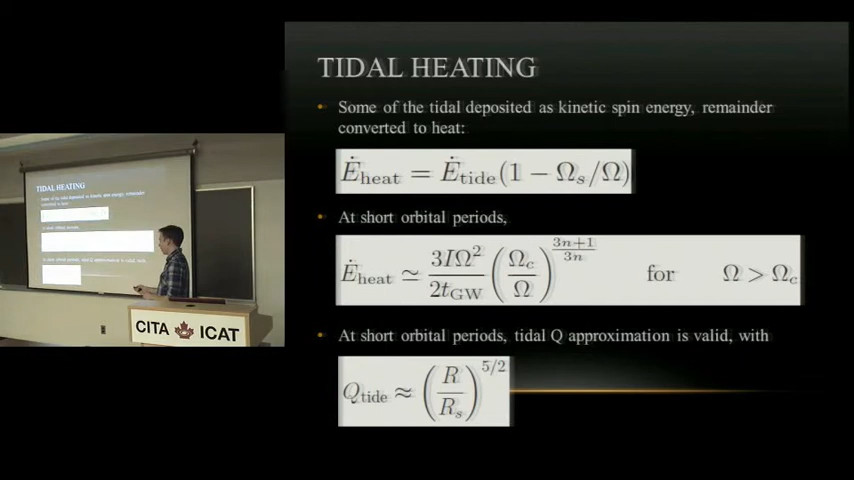 TIDAL HEATING
• Some of the tidal deposited as kinetic spin energy, remainder
converted to heat:
Ė_heat = Ė_tide(1 − Ω_s/Ω)
• At short orbital periods,
Ė_heat ≃ 3IΩ²/2t_GW (Ω_c/Ω)^((3n+1)/3n) for Ω > Ω_c
• At short orbital periods, tidal Q approximation is valid, with
Q_tide ≈ (R/R_s)^(5/2)
TIDAL HEATING
CITA ICAT